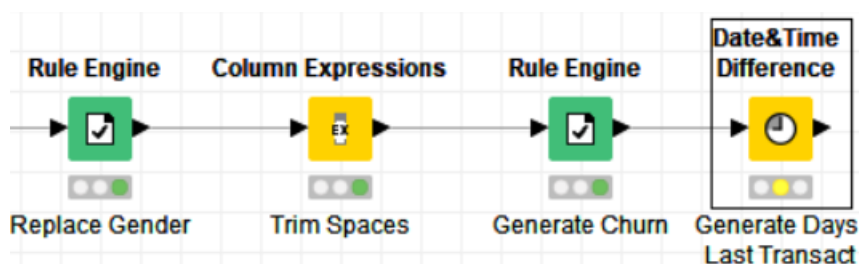 Rule Engine
Column Expressions
Rule Engine
Date&Time
Difference
EX
Replace Gender
Trim Spaces
Generate Churn
Generate Days
Last Transact